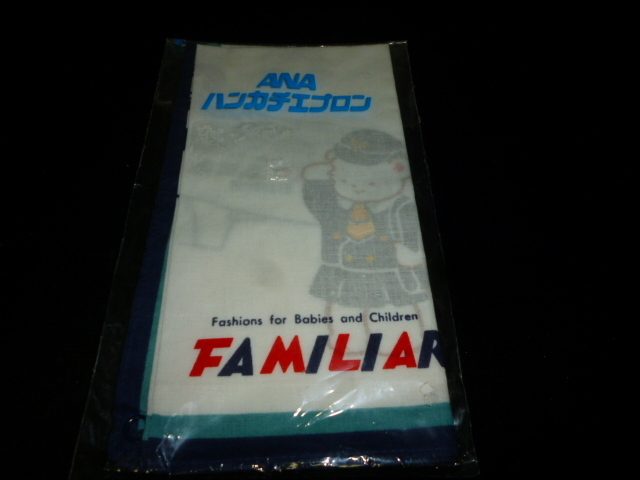 ANA
ハンカチエプロン
Fashions for Babies and Children
FAMILIAR